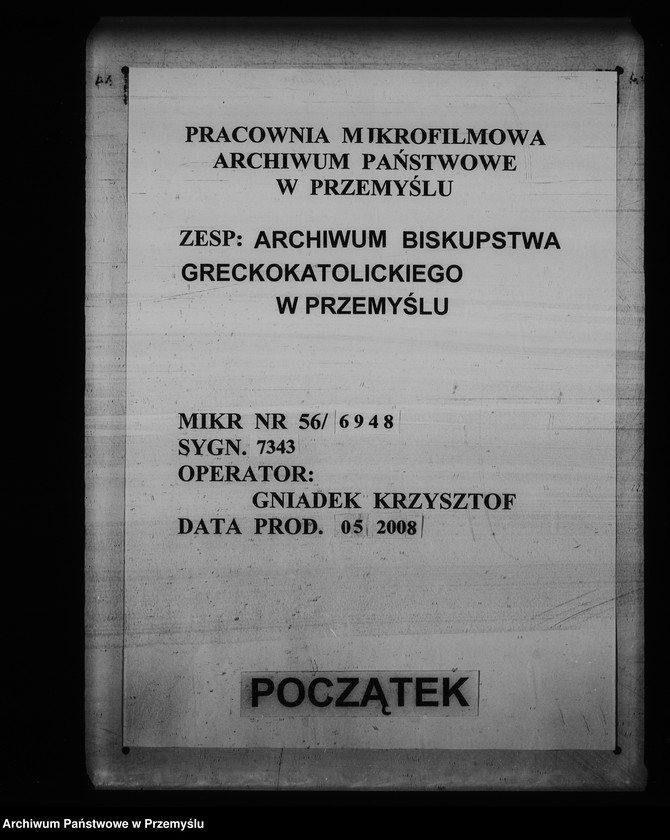 PRACOWNIA MIKROFILMOWA
ARCHIWUM PAŃSTWOWE
W PRZEMYŚLU
ZESP: ARCHIWUM BISKUPSTWA
GRECKOKATOLICKIEGO
W PRZEMYŚLU
MIKR NR 56/ 6948
SYGN. 7343
OPERATOR:
GNIADEK KRZYSZTOF
DATA PROD. 05 2008
POCZĄTEK
Archiwum Państwowe w Przemyślu